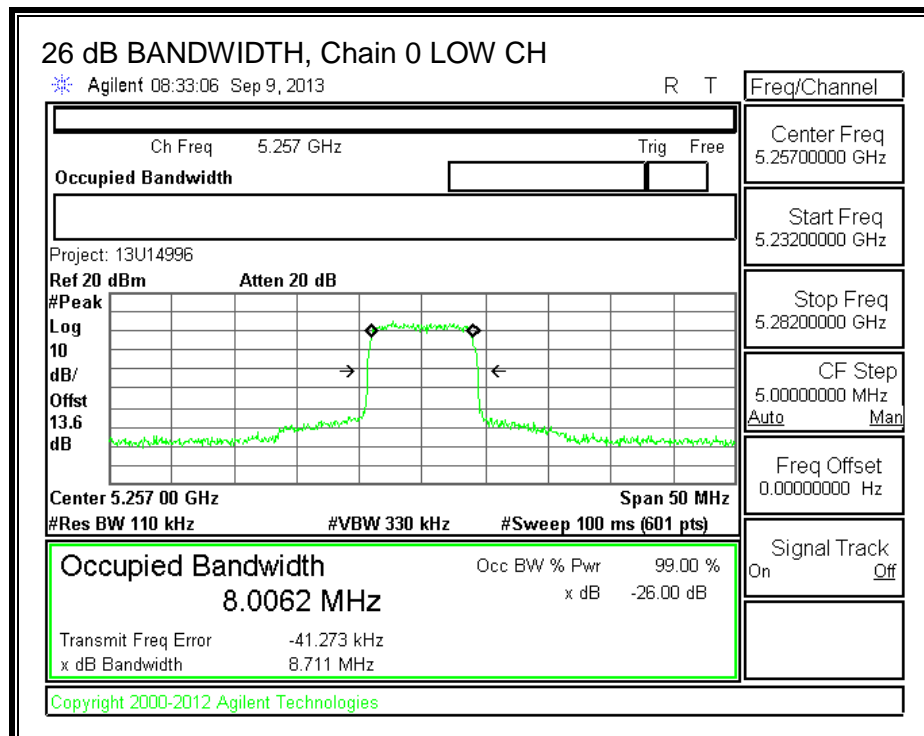 26 dB BANDWIDTH, Chain 0 LOW CH
Agilent 08:33:06 Sep 9, 2013 R T
Freq/Channel
Ch Freq 5.257 GHz Trig Free
Occupied Bandwidth
Center Freq
5.25700000 GHz
Start Freq
5.23200000 GHz
Stop Freq
5.28200000 GHz
CF Step
5.00000000 MHz
Auto Man
Freq Offset
0.00000000 Hz
Signal Track
On Off
Project: 13U14996
Ref 20 dBm Atten 20 dB
#Peak
Log
10
dB/
Offst
13.6
dB
Center 5.257 00 GHz Span 50 MHz
#Res BW 110 kHz #VBW 330 kHz #Sweep 100 ms (601 pts)
Occupied Bandwidth
8.0062 MHz
Occ BW % Pwr 99.00 %
x dB -26.00 dB
Transmit Freq Error -41.273 kHz
x dB Bandwidth 8.711 MHz
Copyright 2000-2012 Agilent Technologies